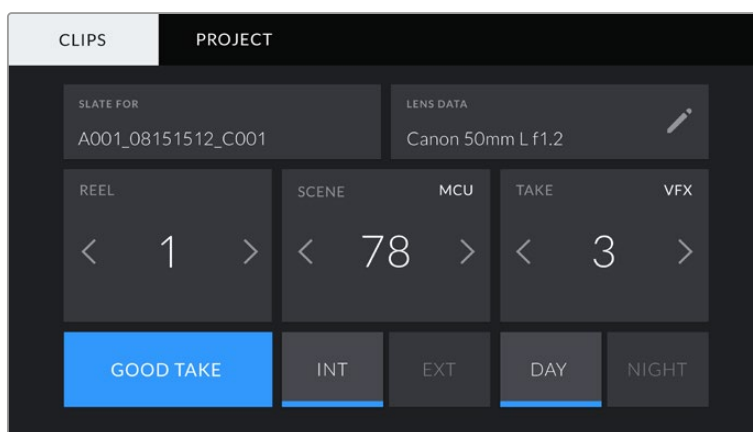 CLIPS PROJECT
SLATE FOR LENS DATA
A001_08151512_C001 Canon 50mm L f1.2
REEL SCENE MCU TAKE VFX
1 78 3
GOOD TAKE INT EXT DAY NIGHT